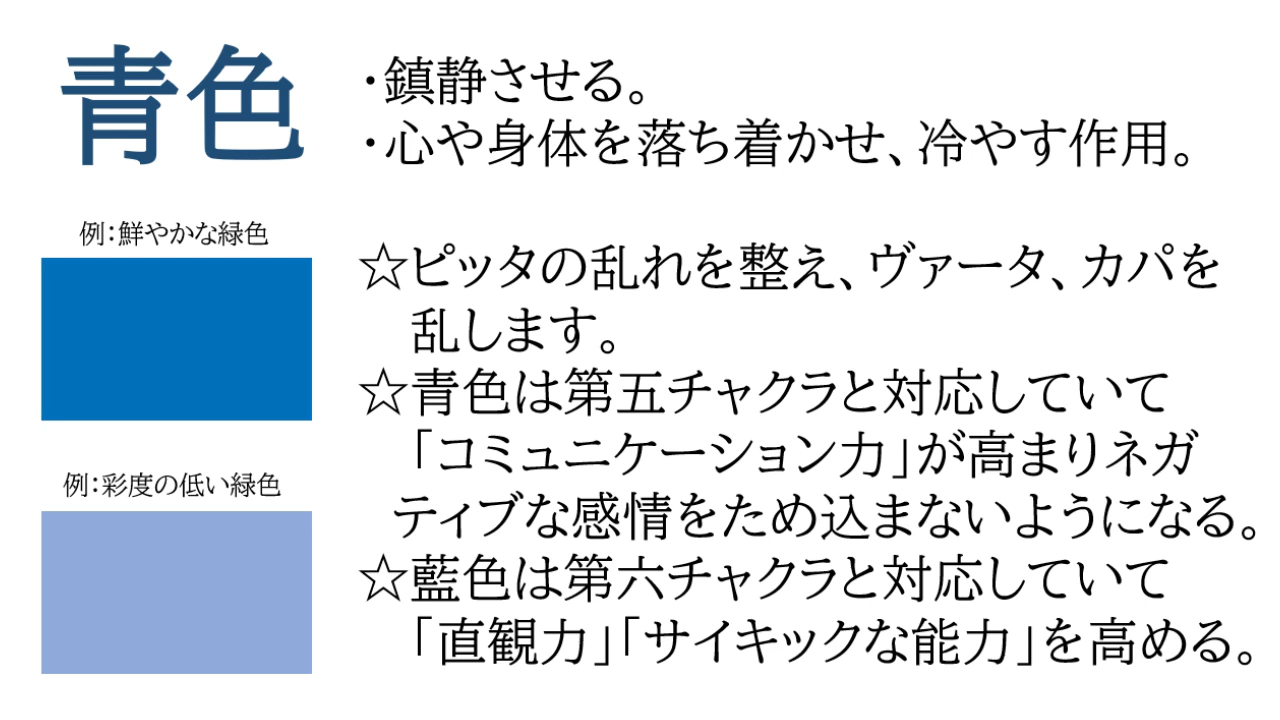 青色
・鎮静させる。
・心や身体を落ち着かせ、冷やす作用。
例：鮮やかな緑色
☆ピッタの乱れを整え、ヴァータ、カパを
乱します。
☆青色は第五チャクラと対応していて
「コミュニケーション力」が高まりネガ
ティブな感情をため込まないようになる。
例：彩度の低い緑色
☆藍色は第六チャクラと対応していて
「直観力」「サイキックな能力」を高める。